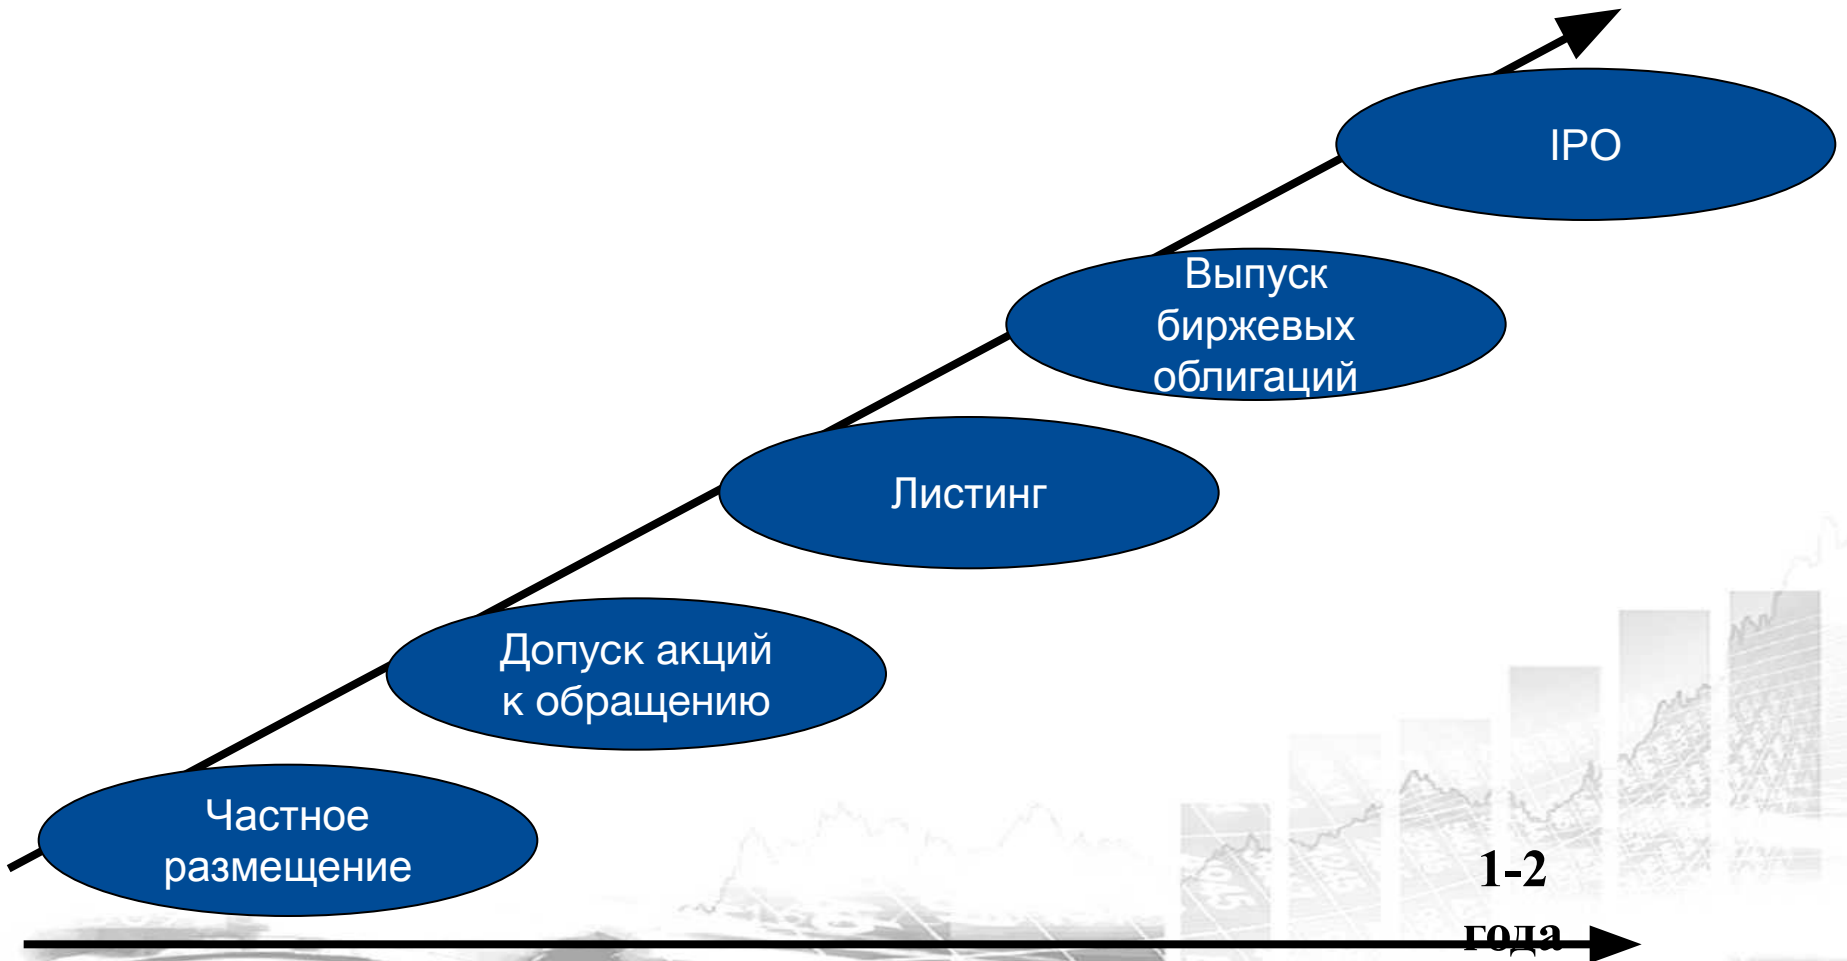 IPO
Выпуск
биржевых
облигаций
Листинг
Допуск акций
к обращению
Частное
размещение
1-2
года